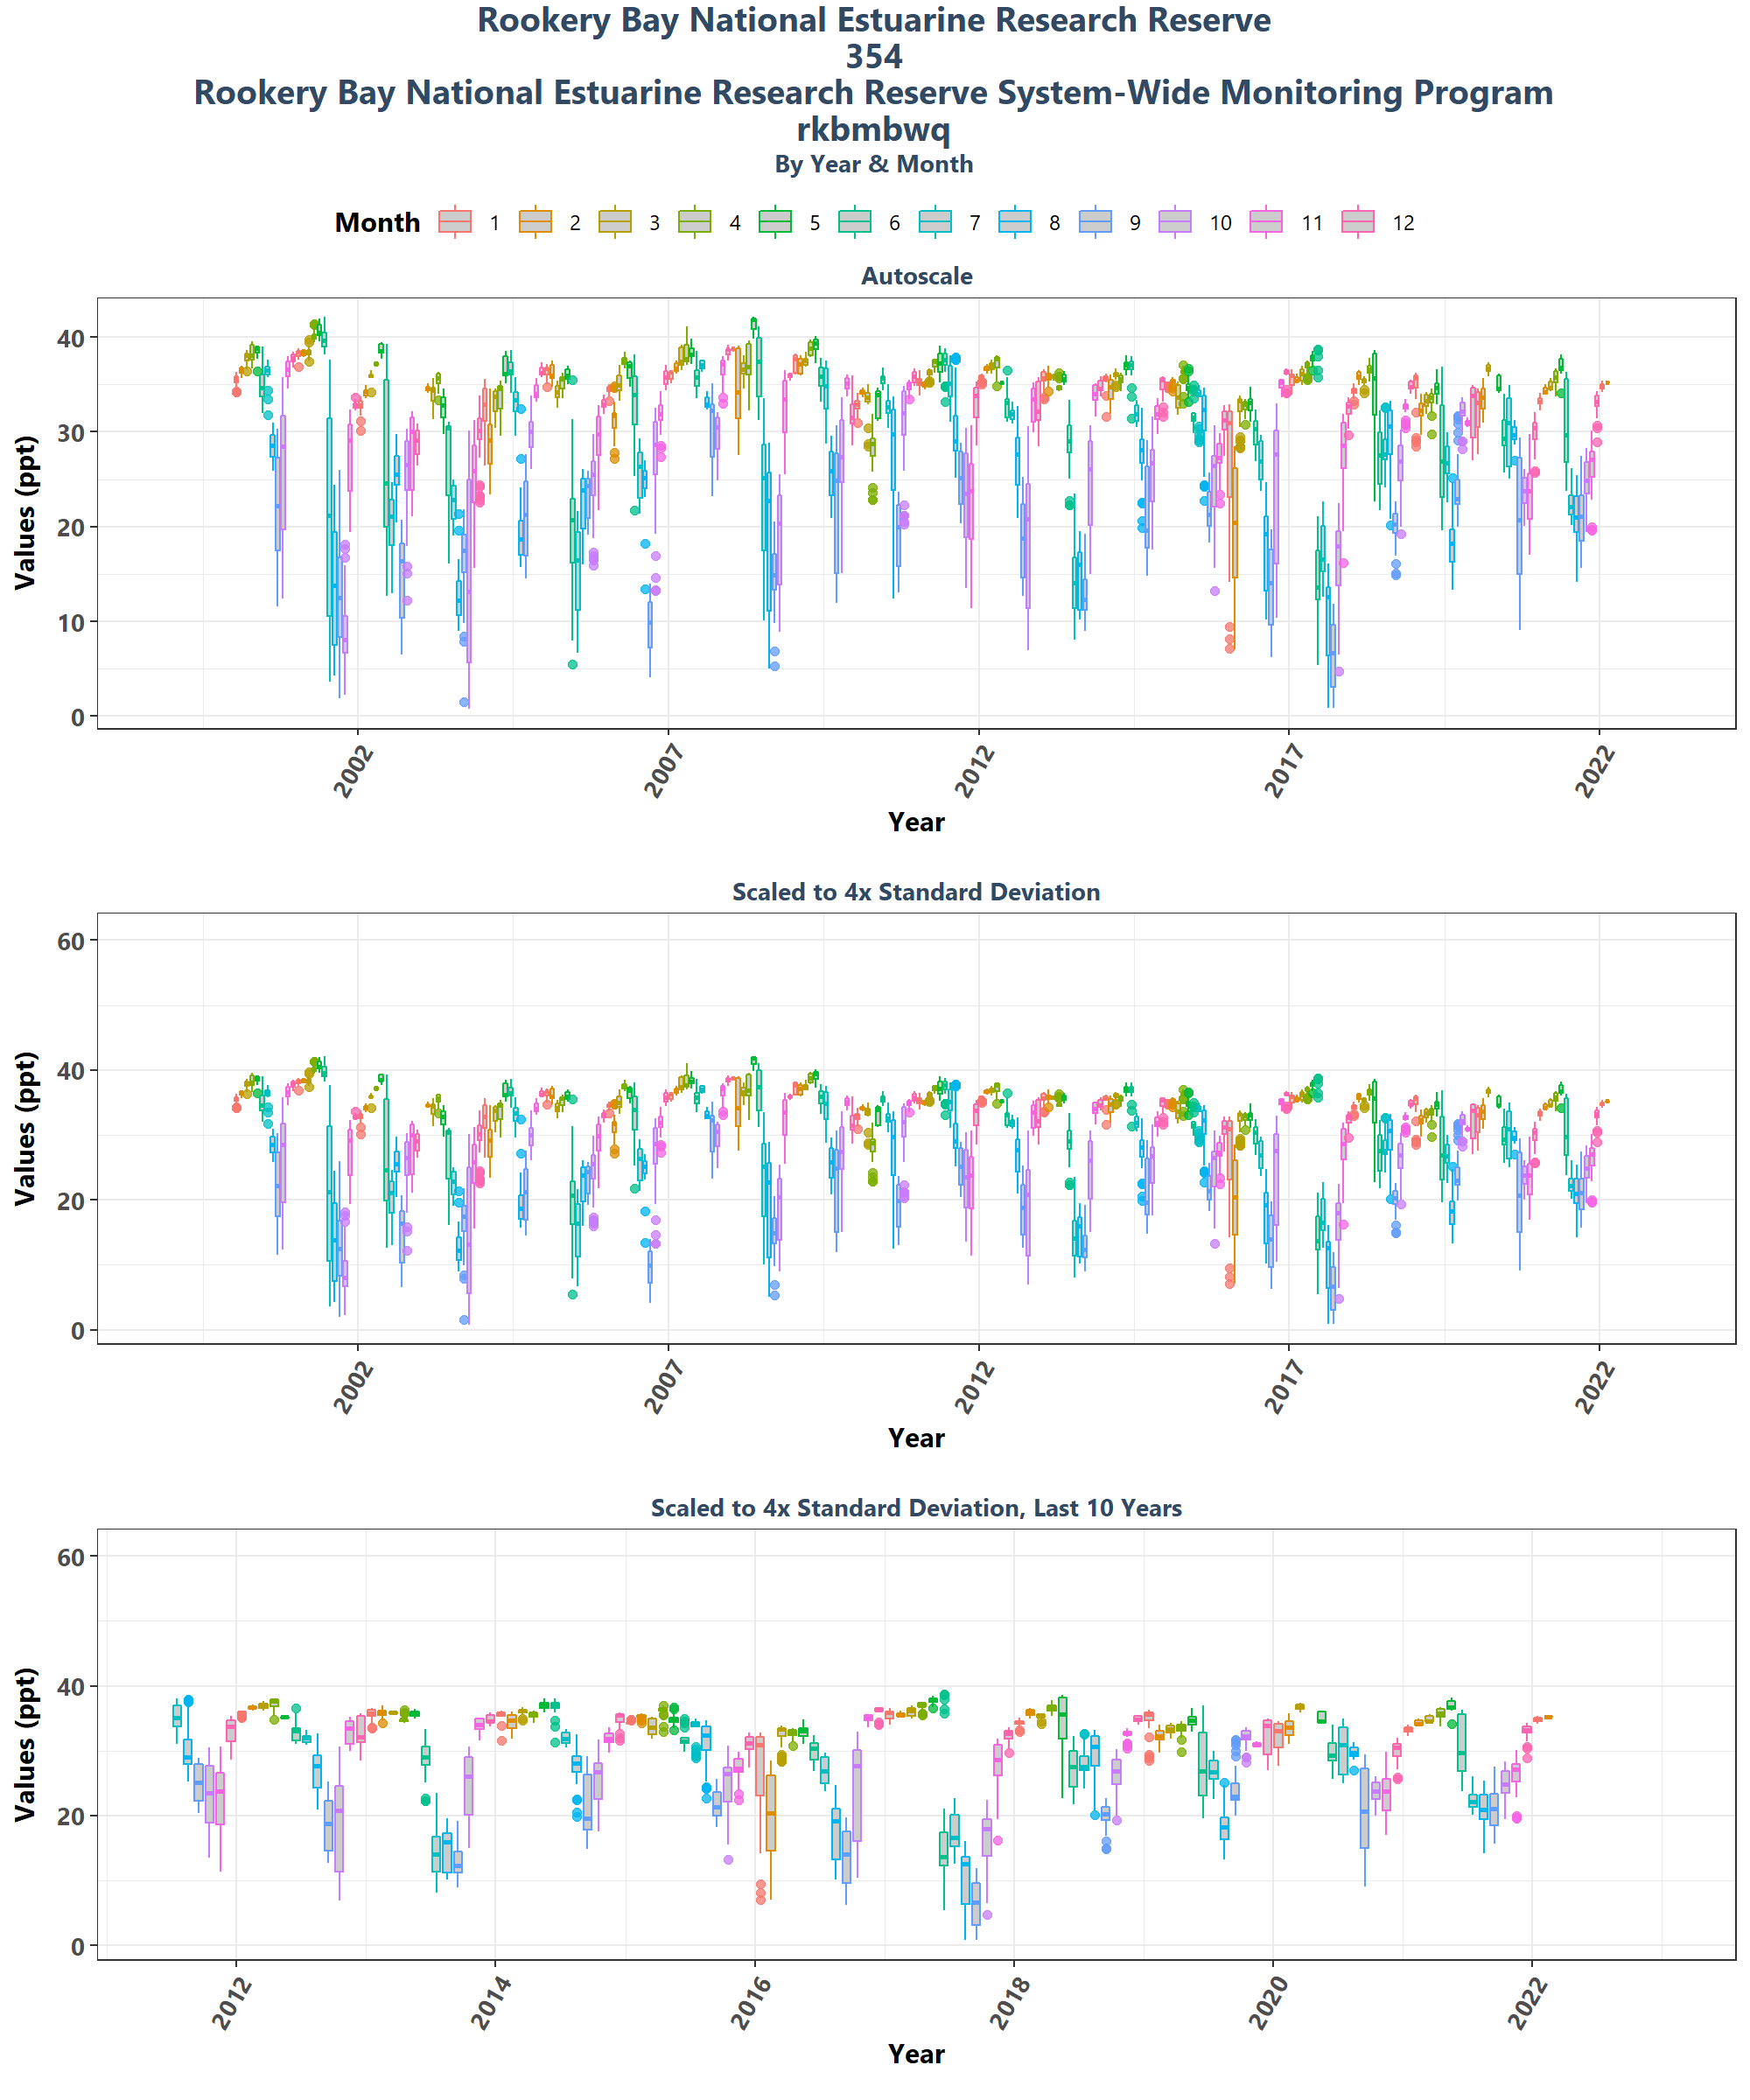 Rookery Bay National Estuarine Research Reserve
354
Rookery Bay National Estuarine Research Reserve System-Wide Monitoring Program
rkbmbwq
By Year & Month
Month 1 2 3 4 5 6 7 8 9 10 11 12
Autoscale
Values (ppt)
40
30
20
10
0
2002 2007 2012 2017 2022
Year
Scaled to 4x Standard Deviation
Values (ppt)
60
40
20
0
2002 2007 2012 2017 2022
Year
Scaled to 4x Standard Deviation, Last 10 Years
Values (ppt)
60
40
20
0
2012 2014 2016 2018 2020 2022
Year